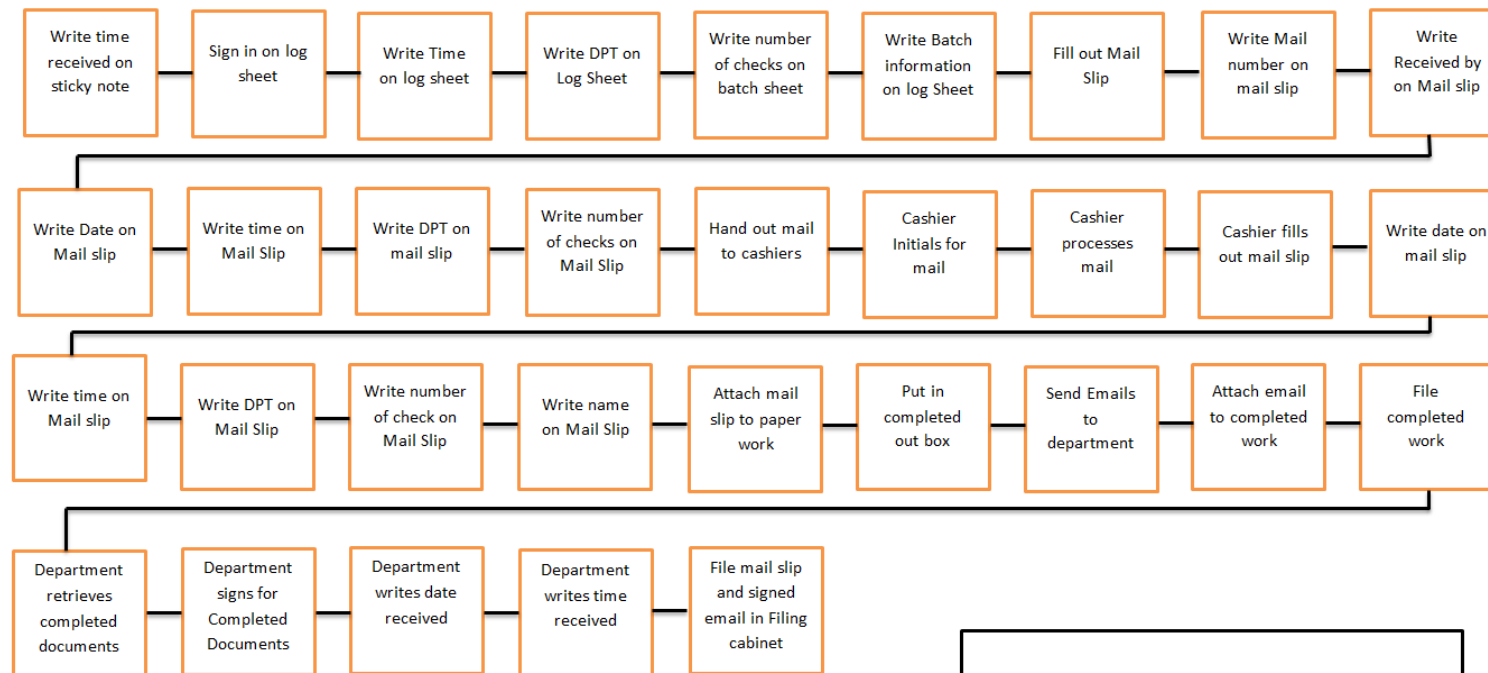 Write time
received on
sticky note
Sign in on log
sheet
Write Time
on log sheet
Write DPT on
Log Sheet
Write number
of checks on
batch sheet
Write Batch
information
on log Sheet
Fill out Mail
Slip
Write Mail
number on
mail slip
Write
Received by
on Mail slip
Write Date on
Mail slip
Write time on
Mail Slip
Write DPT on
mail slip
Write number
of checks on
Mail Slip
Hand out mail
to cashiers
Cashier
Initials for
mail
Cashier
processes
mail
Cashier fills
out mail slip
Write date on
mail slip
Write time on
Mail slip
Write DPT on
Mail Slip
Write number
of check on
Mail Slip
Write name
on Mail Slip
Attach mail
slip to paper
work
Put in
completed
out box
Send Emails
to
department
Attach email
to completed
work
File
completed
work
Department
retrieves
completed
documents
Department
signs for
Completed
Documents
Department
writes date
received
Department
writes time
received
File mail slip
and signed
email in Filing
cabinet